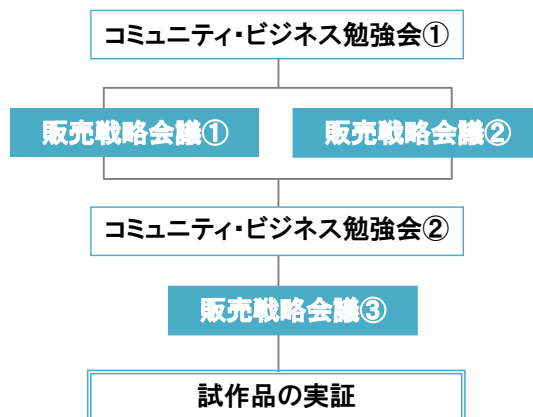 コミュニティ・ビジネス勉強会①
販売戦略会議①
販売戦略会議②
コミュニティ・ビジネス勉強会②
販売戦略会議③
試作品の実証